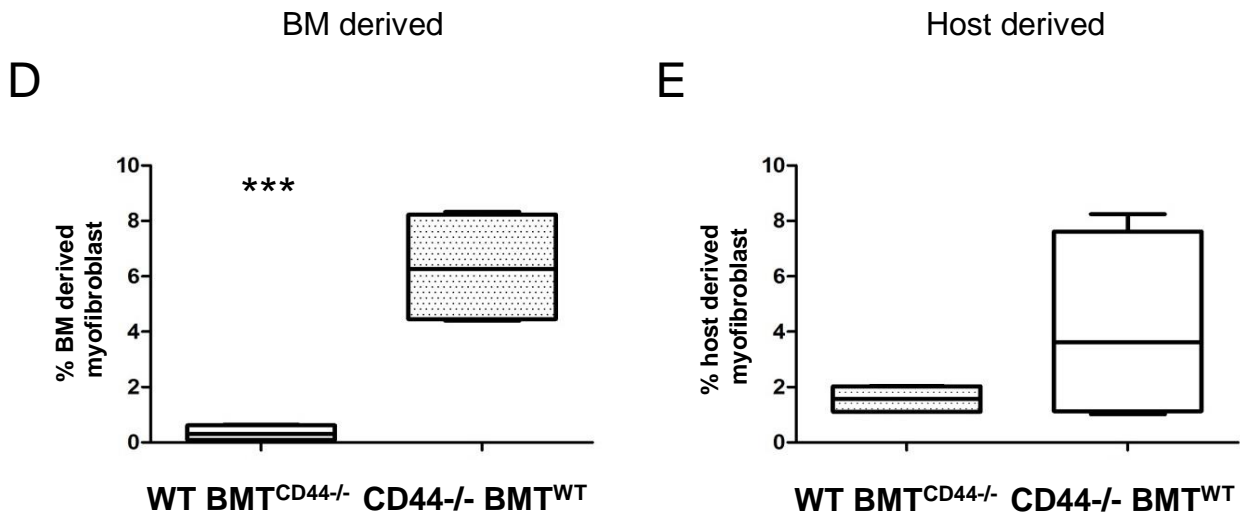 BM derived
Host derived
D
E
% BM derived
myofibroblast
10
8
6
4
2
0
***
WT BMTCD44-/- CD44-/- BMTWT
% host derived
myofibroblast
10
8
6
4
2
0
WT BMTCD44-/- CD44-/- BMTWT